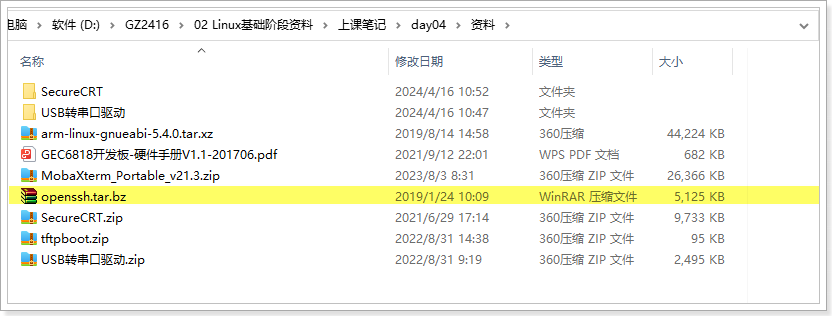 电脑 > 软件 (D:) > GZ2416 > 02 Linux基础阶段资料 > 上课笔记 > day04 > 资料 >
名称 修改日期 类型 大小
SecureCRT 2024/4/16 10:52 文件夹
USB转串口驱动 2024/4/16 10:47 文件夹
arm-linux-gnueabi-5.4.0.tar.xz 2019/8/14 14:58 360压缩 44,224 KB
GEC6818开发板-硬件手册V1.1-201706.pdf 2021/9/12 22:01 WPS PDF 文档 682 KB
MobaXterm_Portable_v21.3.zip 2023/8/3 8:31 360压缩 ZIP 文件 26,366 KB
openssh.tar.bz 2019/1/24 10:09 WinRAR 压缩文件 5,125 KB
SecureCRT.zip 2021/6/29 17:14 360压缩 ZIP 文件 9,733 KB
tftpboot.zip 2022/8/31 14:38 360压缩 ZIP 文件 95 KB
USB转串口驱动.zip 2022/8/31 9:19 360压缩 ZIP 文件 2,495 KB